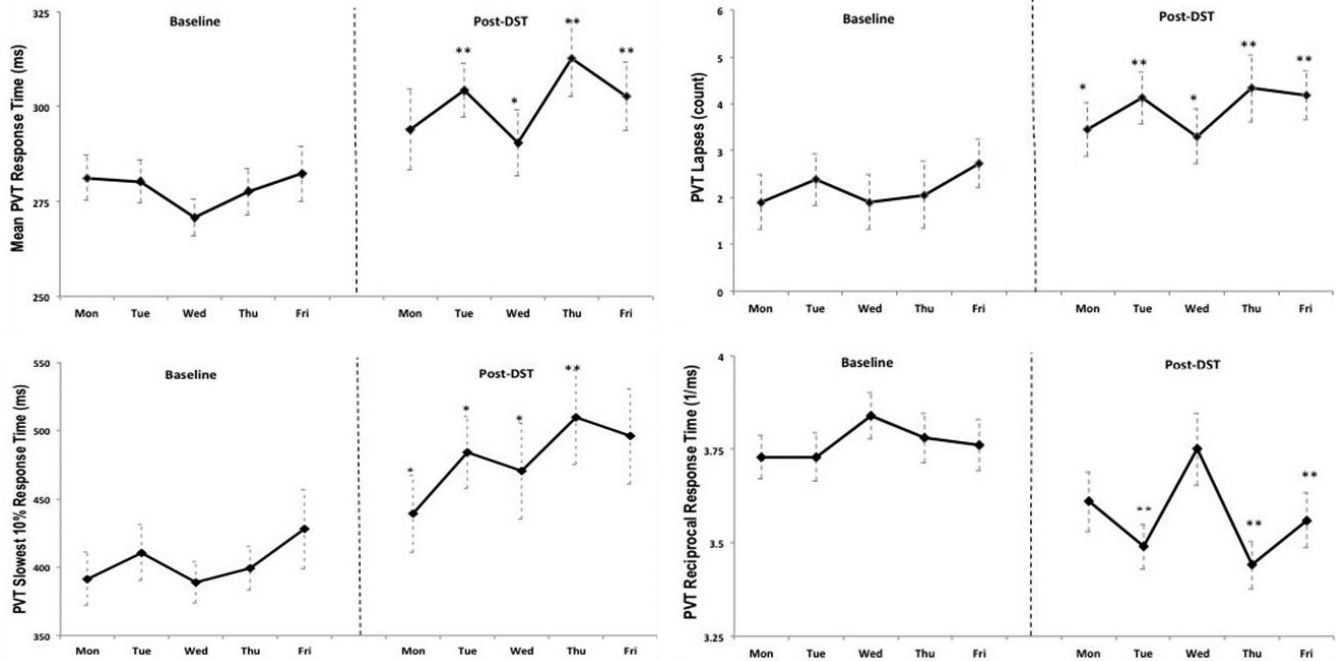 Mean PVT Response Time (ms)
325
300
275
250
Baseline
Post-DST
**
*
**
**
Mon Tue Wed Thu Fri Mon Tue Wed Thu Fri
PVT Lapses (count)
6
5
4
3
2
1
0
Baseline
Post-DST
*
**
*
**
**
Mon Tue Wed Thu Fri Mon Tue Wed Thu Fri
PVT Slowest 10% Response Time (ms)
550
500
450
400
350
Baseline
Post-DST
*
*
*
**
Mon Tue Wed Thu Fri Mon Tue Wed Thu Fri
PVT Reciprocal Response Time (1/ms)
4
3.75
3.5
3.25
Baseline
Post-DST
**
**
**
Mon Tue Wed Thu Fri Mon Tue Wed Thu Fri